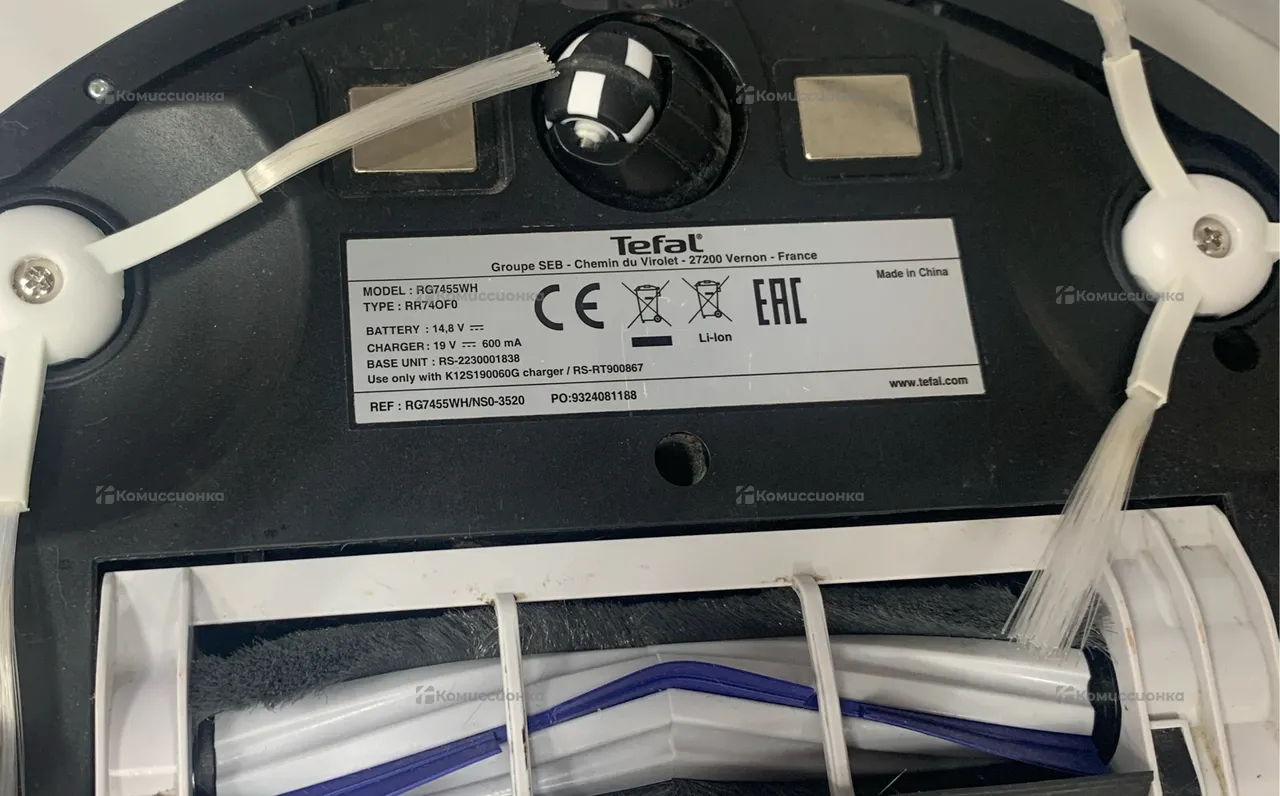 Tefal®
Groupe SEB - Chemin du Virolet - 27200 Vernon - France
Made in China
MODEL : RG7455WH
TYPE : RR74OF0
BATTERY : 14,8 V
CHARGER : 19 V 600 mA
BASE UNIT : RS-2230001838
Use only with K12S190060G charger / RS-RT900867
CE
Li-Ion
EAC
www.tefal.com
REF : RG7455WH/NS0-3520 PO:9324081188
Комиссионка
Комиссионка
Комиссионка
Комиссионка
Комиссионка
Комиссионка
Комиссионка
Комиссионка